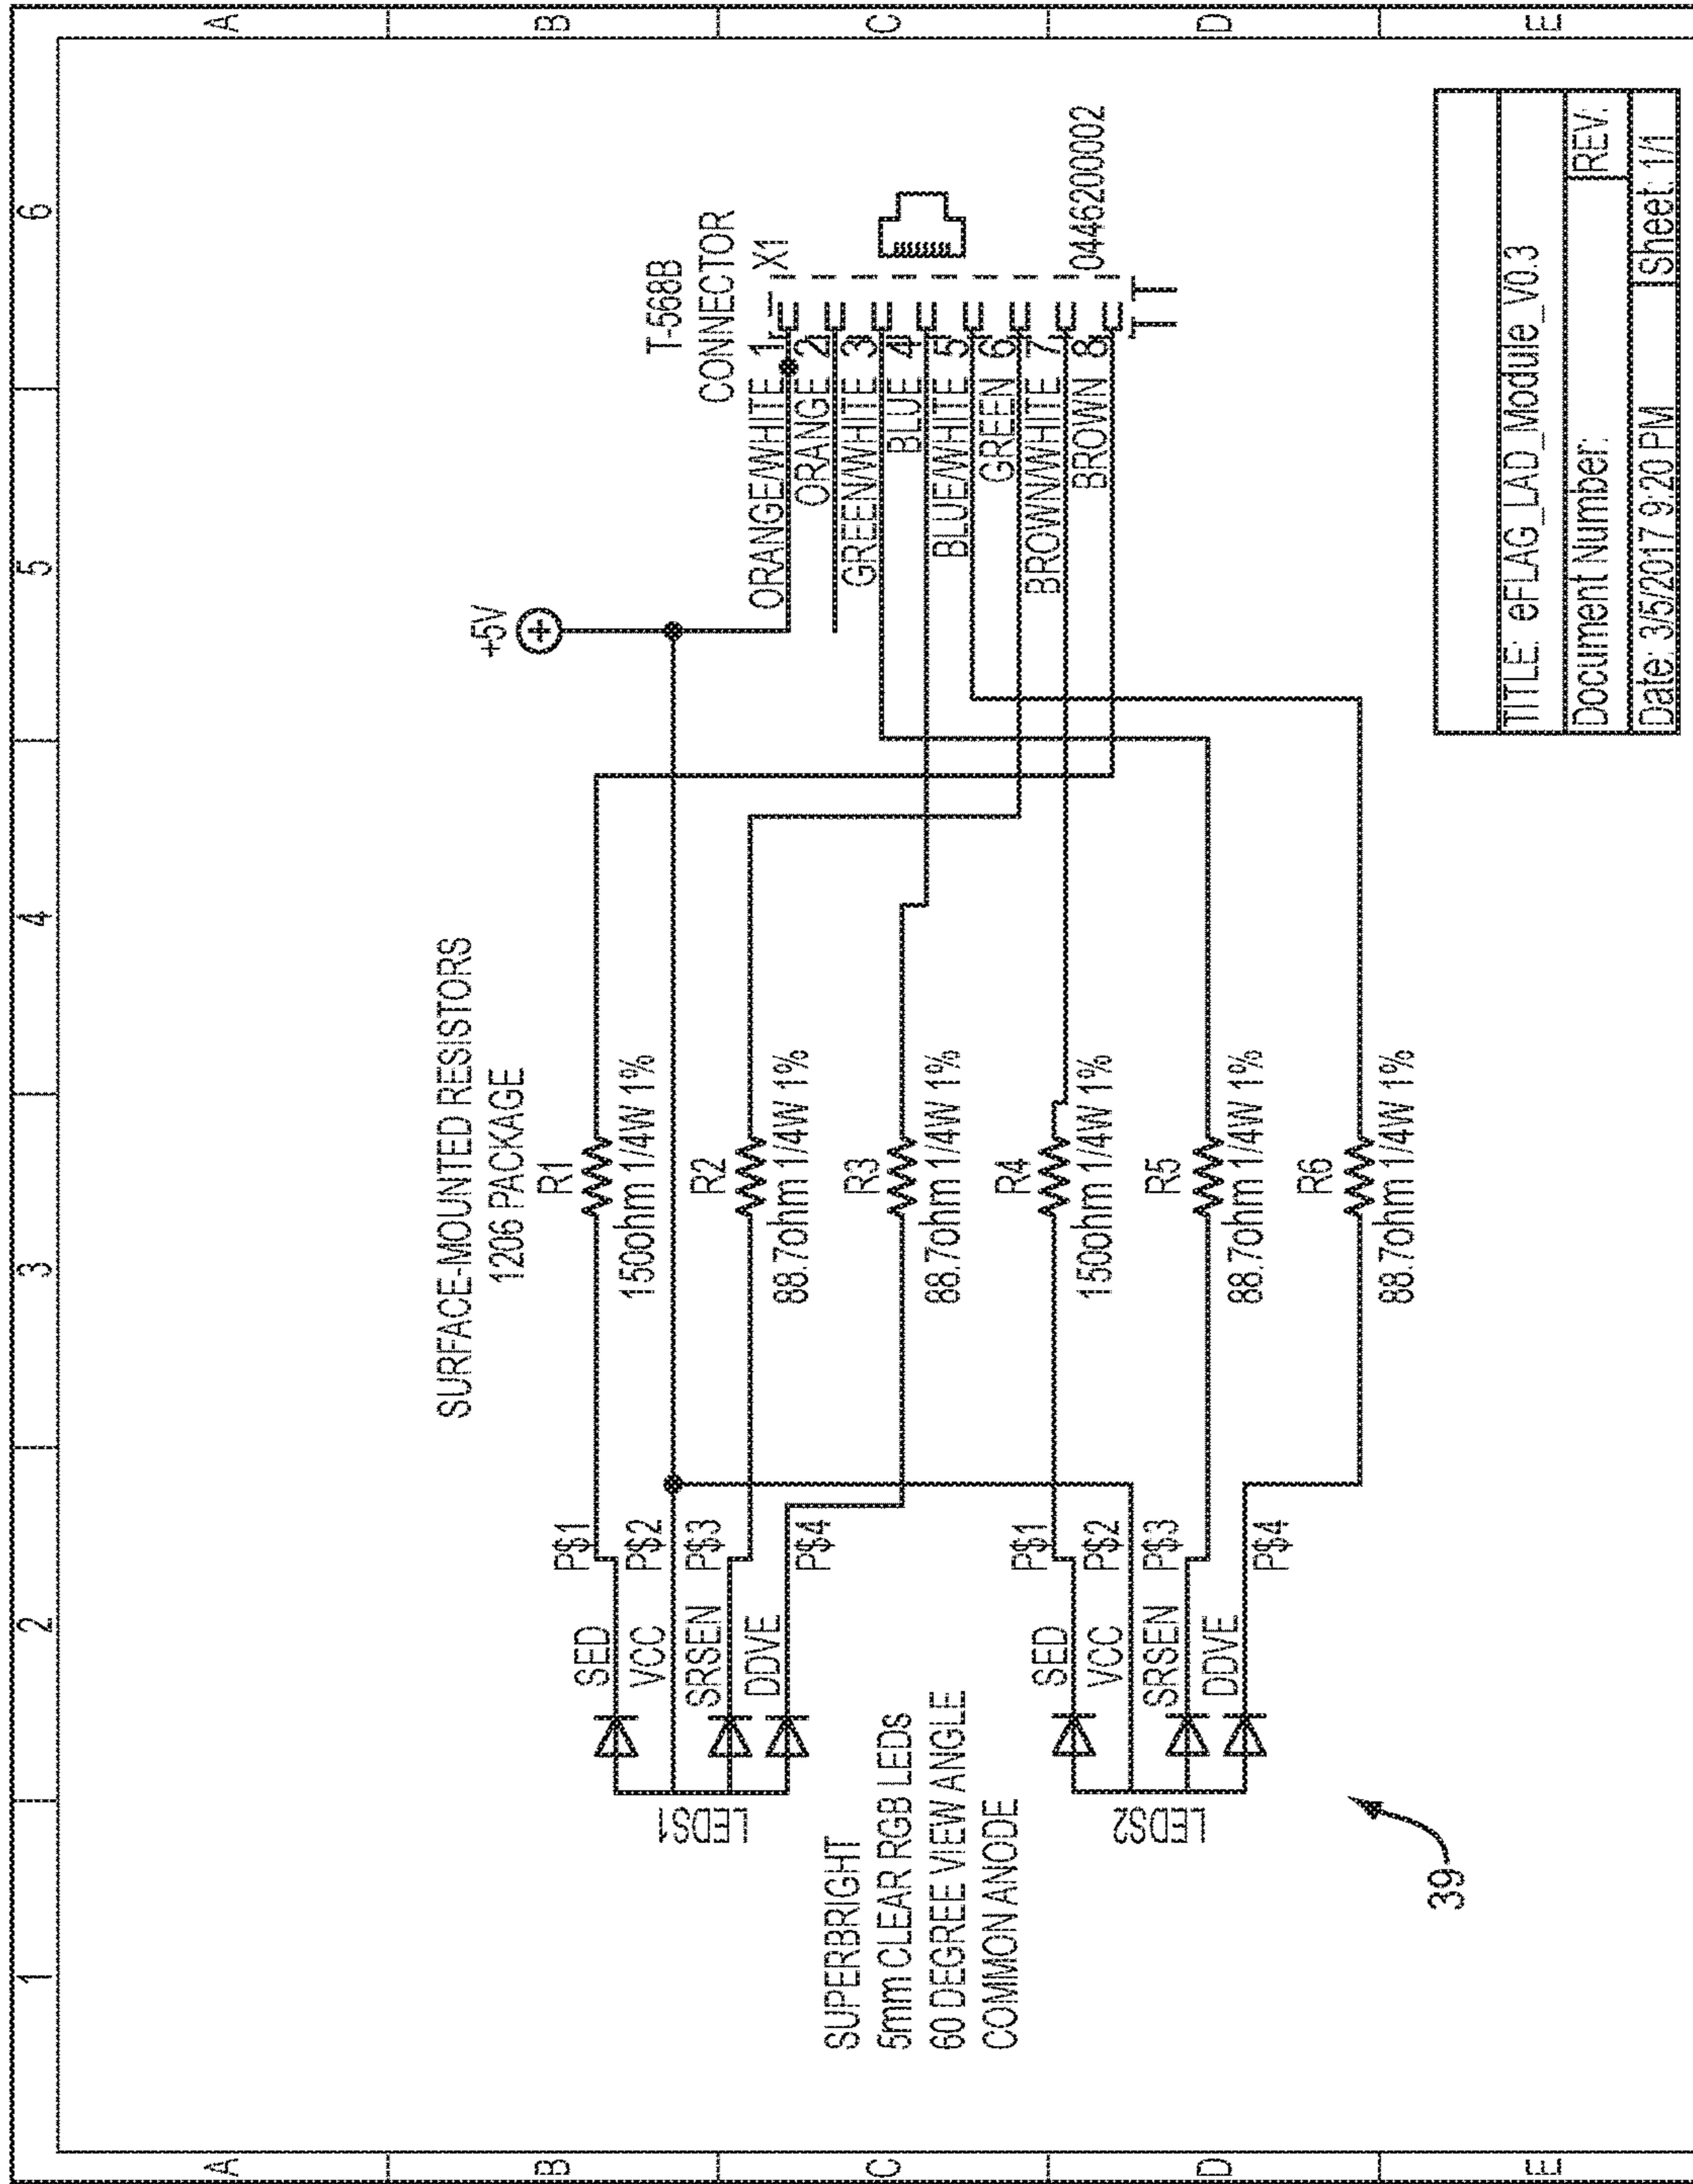 1 2 3 4 5 6
A A
B B
C C
D D
E E
SURFACE-MOUNTED RESISTORS
1206 PACKAGE
+5V
T-568B
CONNECTOR
X1
ORANGE/WHITE 1
ORANGE 2
GREEN/WHITE 3
BLUE 4
BLUE/WHITE 5
GREEN 6
BROWN/WHITE 7
BROWN 8
0446200002
R1
150ohm 1/4W 1%
R2
88.7ohm 1/4W 1%
R3
88.7ohm 1/4W 1%
R4
150ohm 1/4W 1%
R5
88.7ohm 1/4W 1%
R6
88.7ohm 1/4W 1%
SED P$1
VCC P$2
SRSEN P$3
DDVE P$4
LEDS1
SUPERBRIGHT
5mm CLEAR RGB LEDs
60 DEGREE VIEW ANGLE
COMMON ANODE
SED P$1
VCC P$2
SRSEN P$3
DDVE P$4
LEDS2
39
TITLE: eFLAG_LAD_Module_V0.3
Document Number: REV:
Date: 3/5/2017 9:20 PM Sheet: 1/1